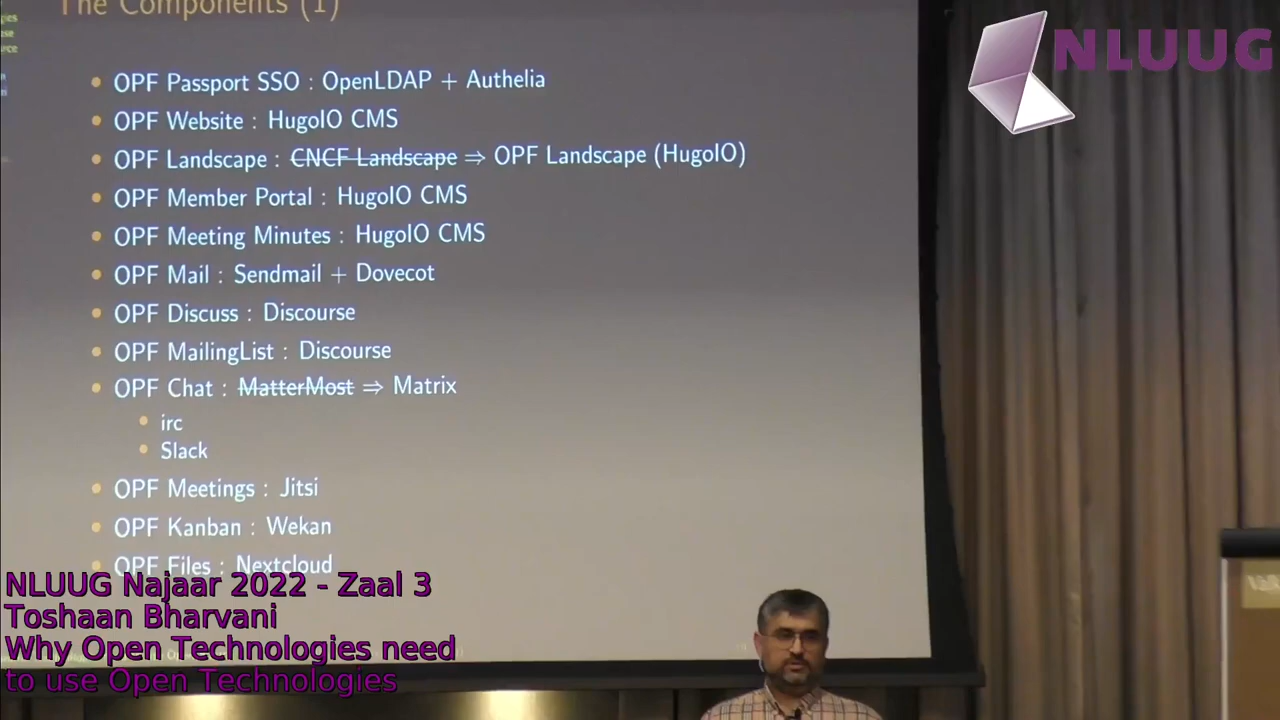 The Components (1)
NLUUG
OPF Passport SSO : OpenLDAP + Authelia
OPF Website : HugoIO CMS
OPF Landscape : CNCF Landscape ⇒ OPF Landscape (HugoIO)
OPF Member Portal : HugoIO CMS
OPF Meeting Minutes : HugoIO CMS
OPF Mail : Sendmail + Dovecot
OPF Discuss : Discourse
OPF MailingList : Discourse
OPF Chat : MatterMost ⇒ Matrix
irc
Slack
OPF Meetings : Jitsi
OPF Kanban : Wekan
OPF Files : Nextcloud
NLUUG Najaar 2022 - Zaal 3
Toshaan Bharvani
Why Open Technologies need
to use Open Technologies